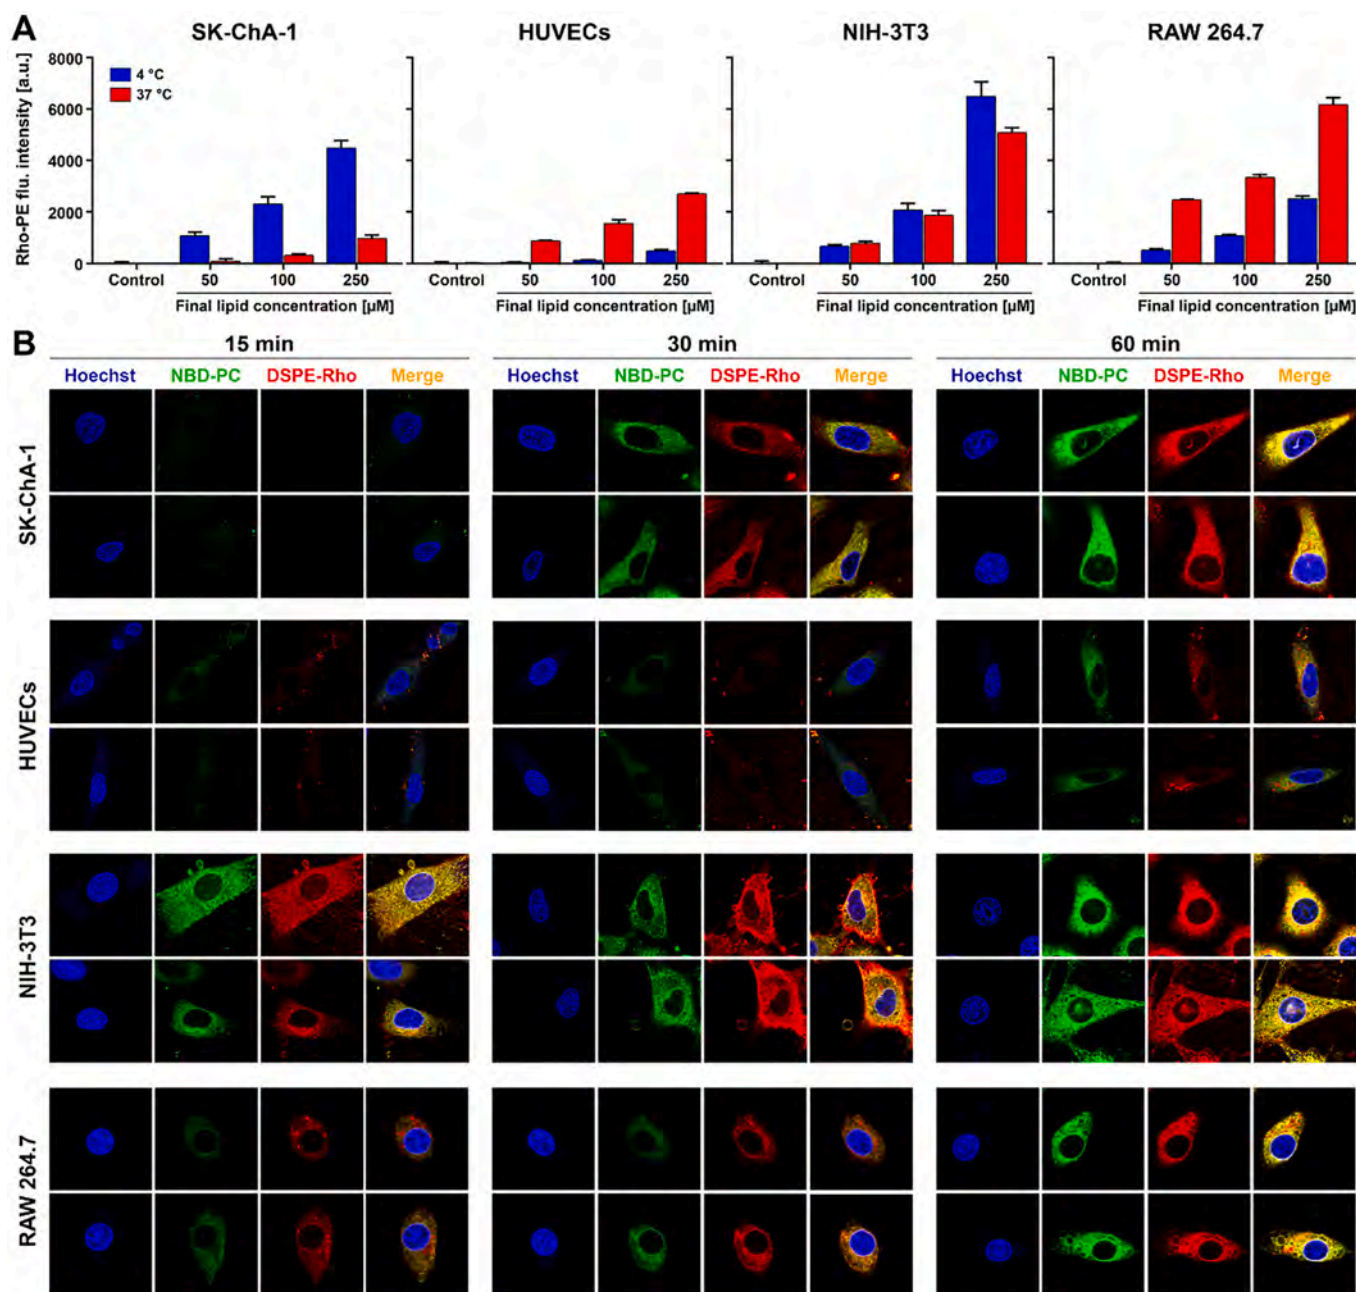 A
SK-ChA-1 HUVECs NIH-3T3 RAW 264.7
Rho-PE flu. intensity [a.u.]
8000
6000
4000
2000
0
4 °C
37 °C
Control 50 100 250 Control 50 100 250 Control 50 100 250 Control 50 100 250
Final lipid concentration [µM] Final lipid concentration [µM] Final lipid concentration [µM] Final lipid concentration [µM]
B
15 min 30 min 60 min
Hoechst NBD-PC DSPE-Rho Merge Hoechst NBD-PC DSPE-Rho Merge Hoechst NBD-PC DSPE-Rho Merge
SK-ChA-1
HUVECs
NIH-3T3
RAW 264.7